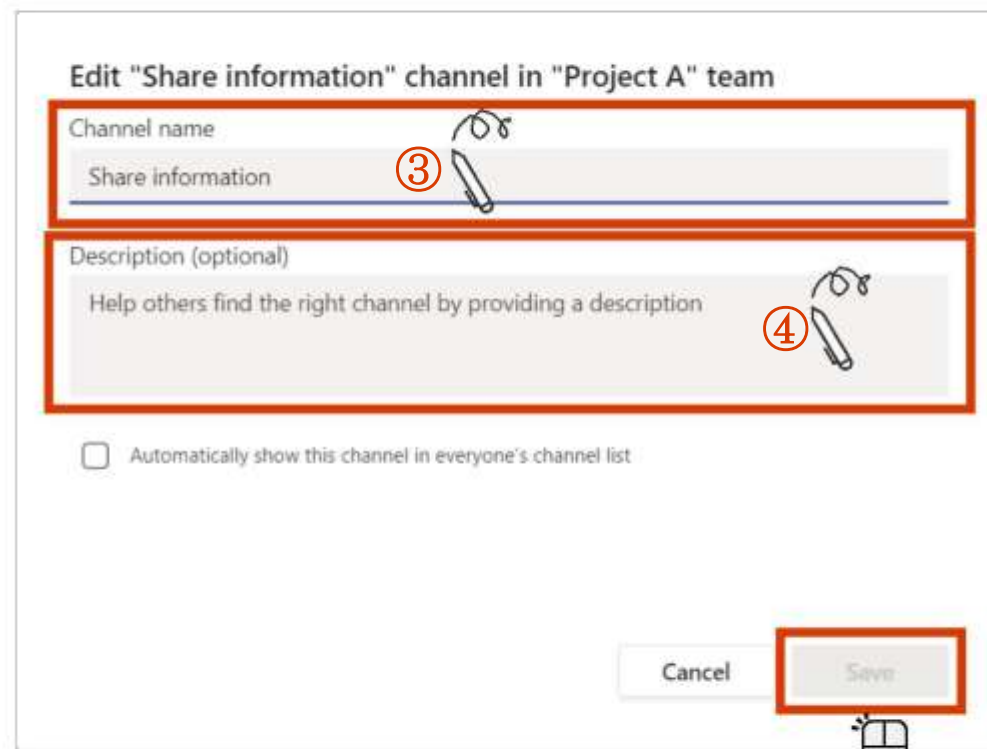 Edit "Share information" channel in "Project A" team
Channel name
Share information
③
Description (optional)
Help others find the right channel by providing a description
④
Automatically show this channel in everyone's channel list
Cancel
Save